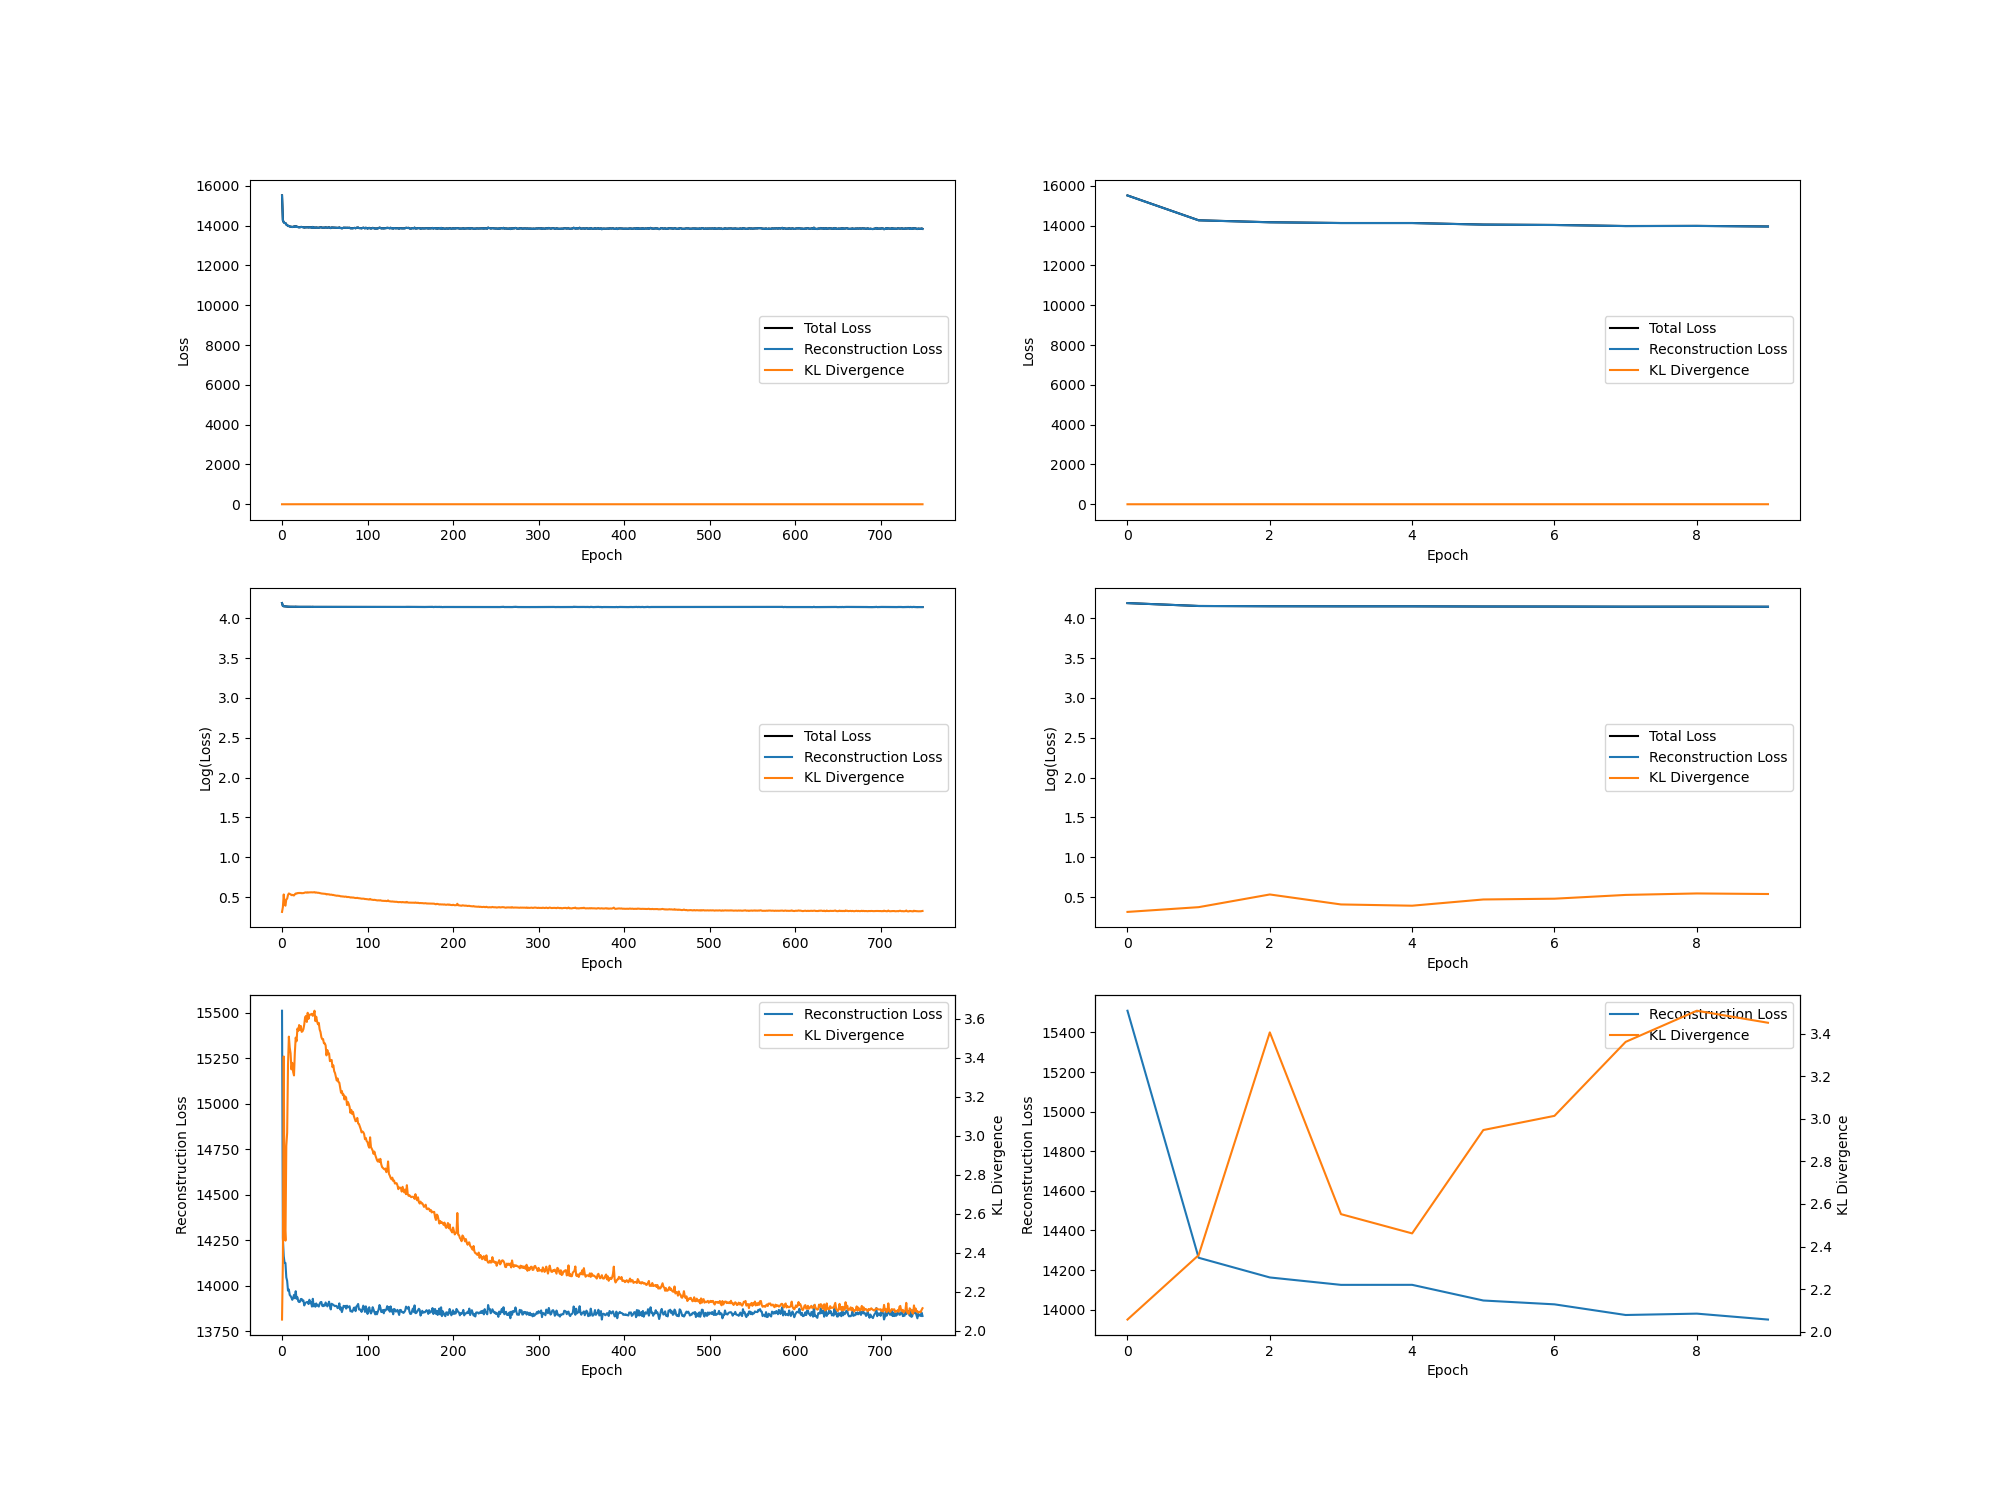 16000
14000
12000
10000
8000
6000
4000
2000
0
Loss
Total Loss
Reconstruction Loss
KL Divergence
0 100 200 300 400 500 600 700
Epoch
16000
14000
12000
10000
8000
6000
4000
2000
0
Loss
Total Loss
Reconstruction Loss
KL Divergence
0 2 4 6 8
Epoch
4.0
3.5
3.0
2.5
2.0
1.5
1.0
0.5
Log(Loss)
Total Loss
Reconstruction Loss
KL Divergence
0 100 200 300 400 500 600 700
Epoch
4.0
3.5
3.0
2.5
2.0
1.5
1.0
0.5
Log(Loss)
Total Loss
Reconstruction Loss
KL Divergence
0 2 4 6 8
Epoch
15500
15250
15000
14750
14500
14250
14000
13750
Reconstruction Loss
Reconstruction Loss
KL Divergence
3.6
3.4
3.2
3.0
2.8
2.6
2.4
2.2
2.0
KL Divergence
0 100 200 300 400 500 600 700
Epoch
15400
15200
15000
14800
14600
14400
14200
14000
Reconstruction Loss
Reconstruction Loss
KL Divergence
3.4
3.2
3.0
2.8
2.6
2.4
2.2
2.0
KL Divergence
0 2 4 6 8
Epoch